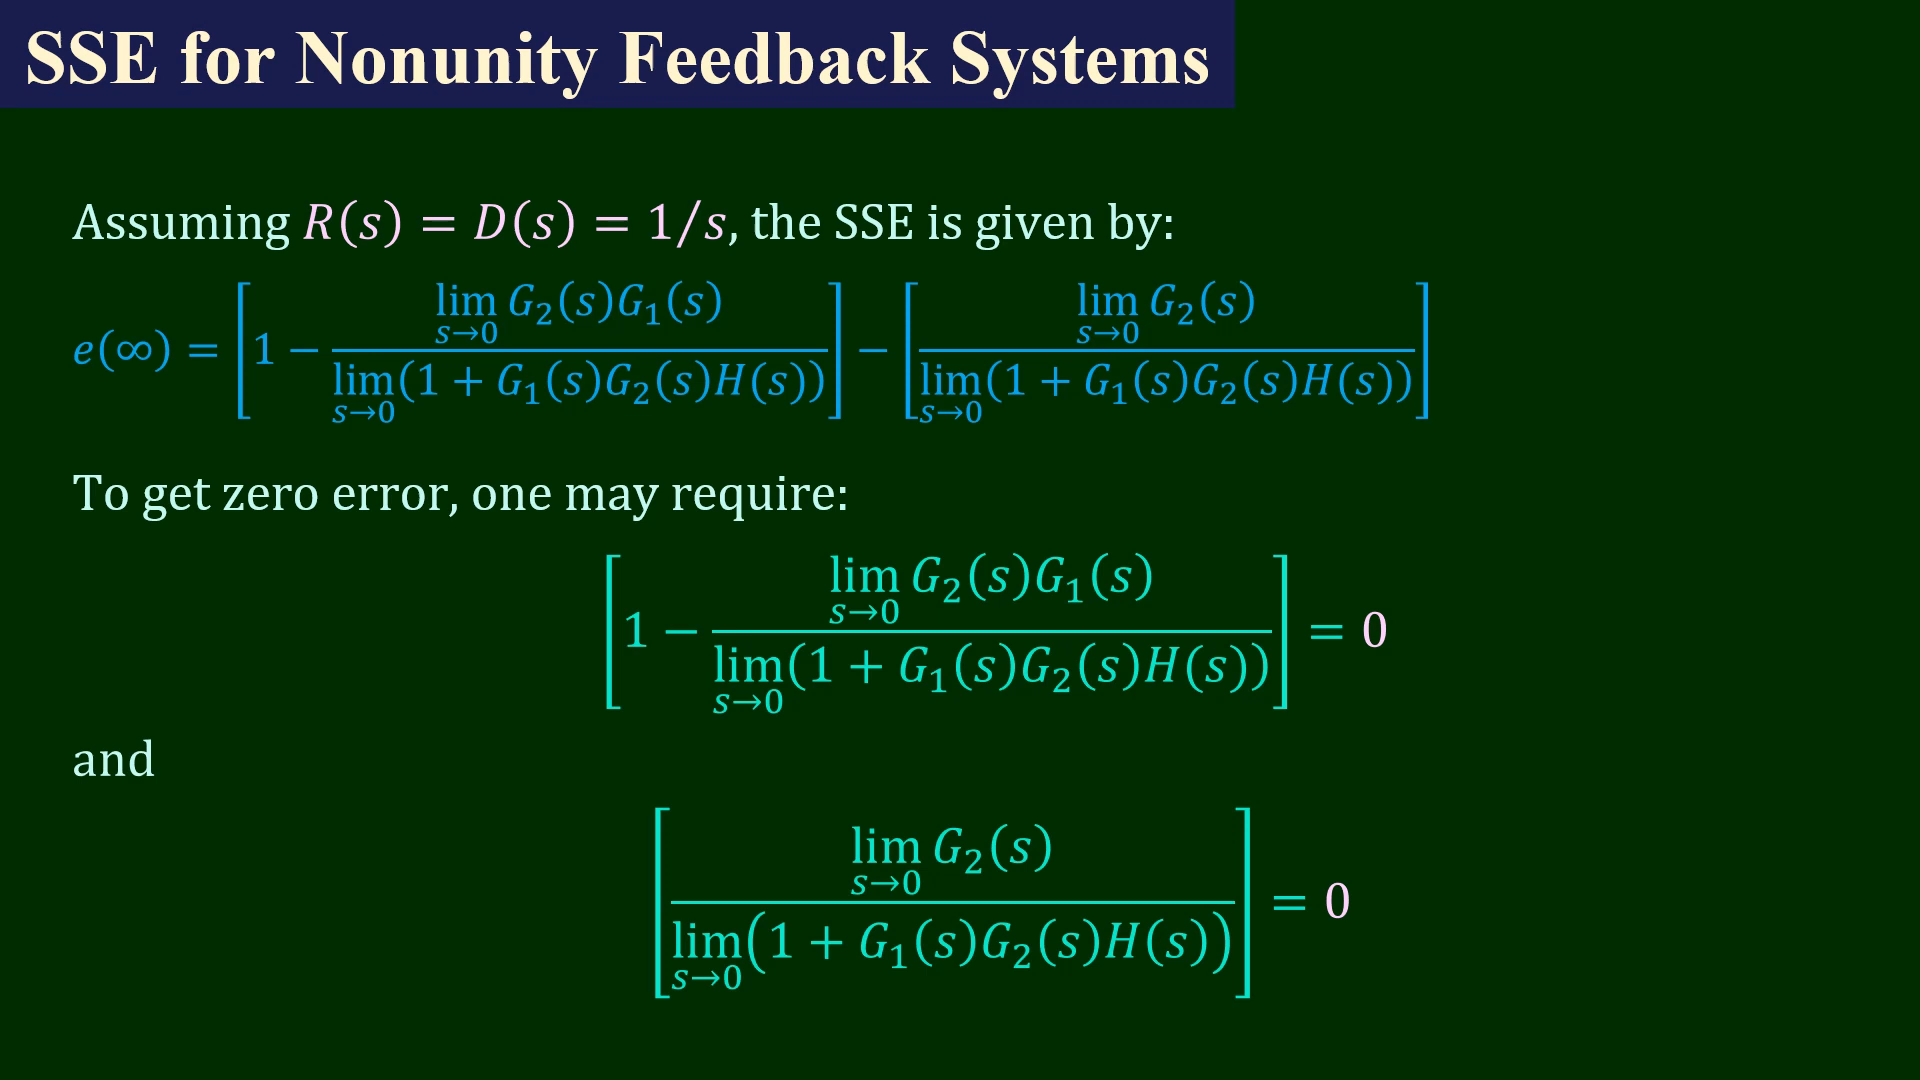 SSE for Nonunity Feedback Systems
Assuming R(s) = D(s) = 1/s, the SSE is given by:
e(∞) = [1 − lim_{s→0} G₂(s)G₁(s) / lim_{s→0}(1 + G₁(s)G₂(s)H(s))] − [lim_{s→0} G₂(s) / lim_{s→0}(1 + G₁(s)G₂(s)H(s))]
To get zero error, one may require:
[1 − lim_{s→0} G₂(s)G₁(s) / lim_{s→0}(1 + G₁(s)G₂(s)H(s))] = 0
and
[lim_{s→0} G₂(s) / lim_{s→0}(1 + G₁(s)G₂(s)H(s))] = 0